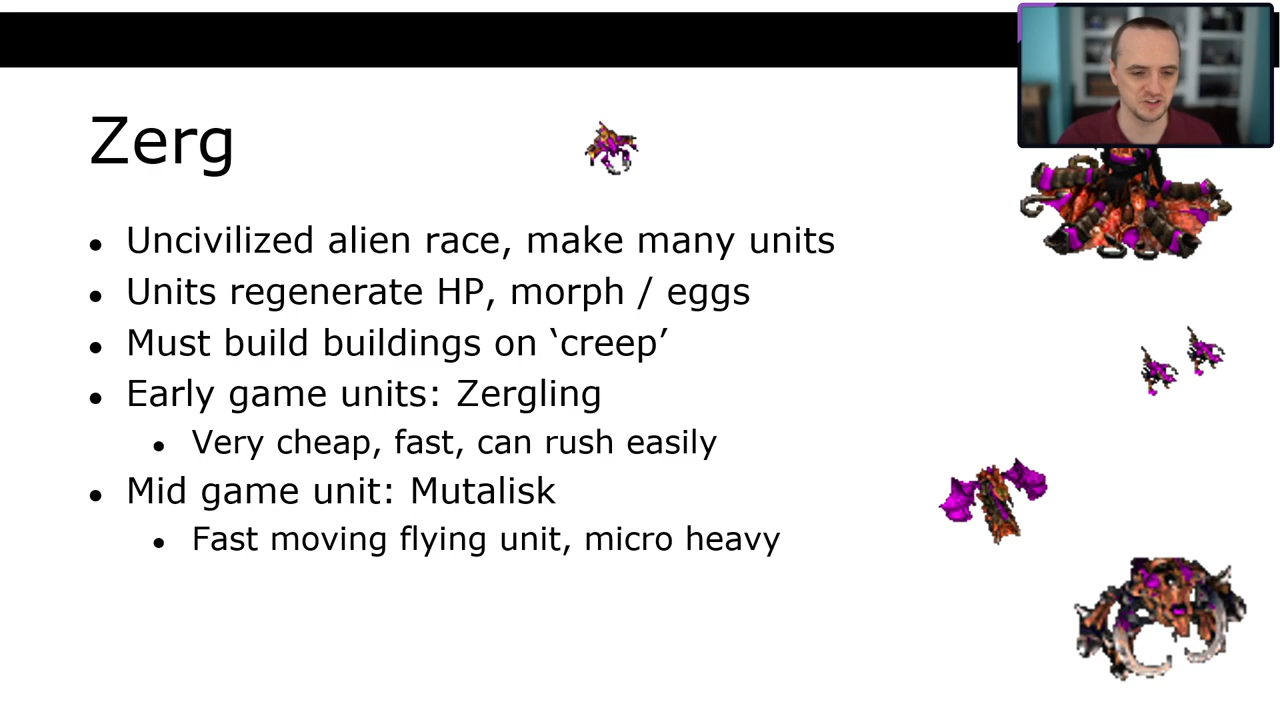 Zerg
Uncivilized alien race, make many units
Units regenerate HP, morph / eggs
Must build buildings on ‘creep’
Early game units: Zergling
Very cheap, fast, can rush easily
Mid game unit: Mutalisk
Fast moving flying unit, micro heavy